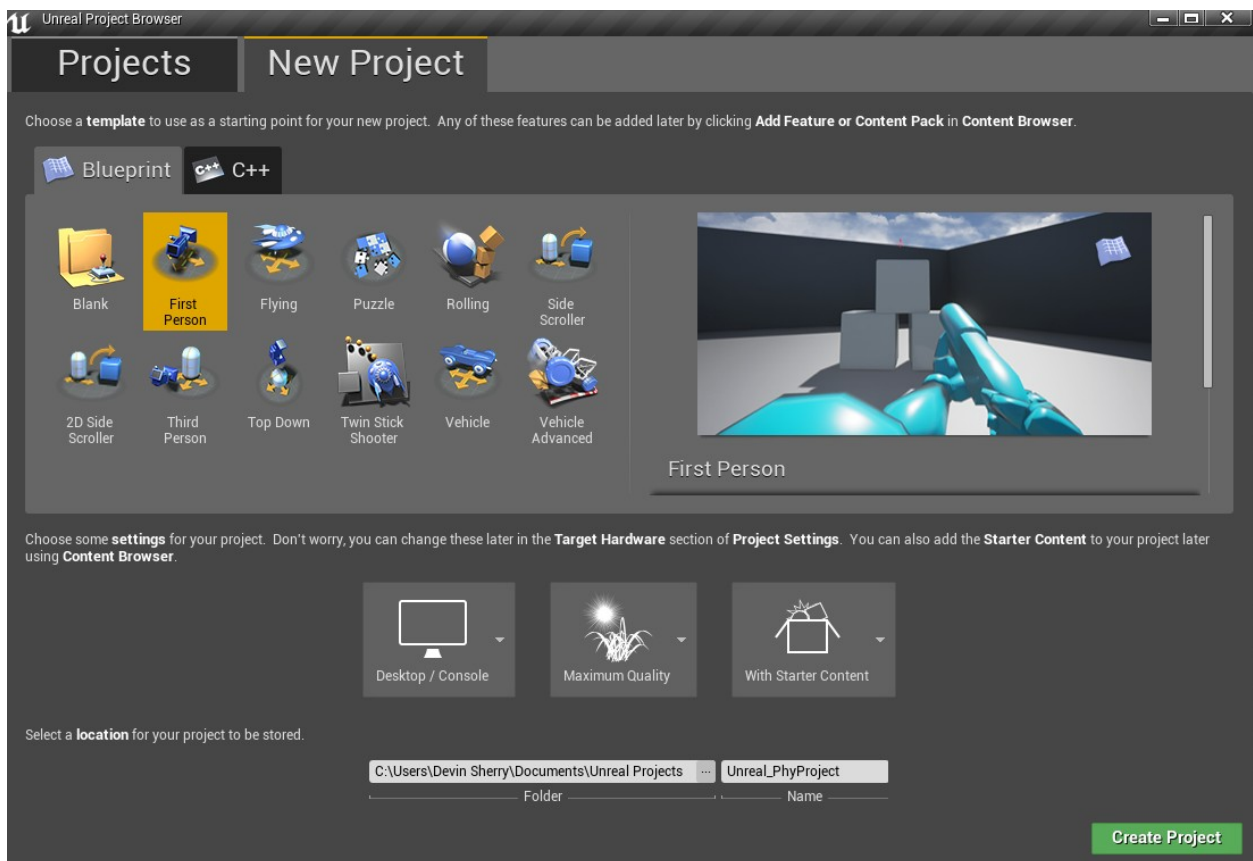 Unreal Project Browser
Projects
New Project
Choose a template to use as a starting point for your new project. Any of these features can be added later by clicking Add Feature or Content Pack in Content Browser.
Blueprint
C++
C++
Blank
First
Person
Flying
Puzzle
Rolling
Side
Scroller
2D Side
Scroller
Third
Person
Top Down
Twin Stick
Shooter
Vehicle
Vehicle
Advanced
First Person
Choose some settings for your project. Don't worry, you can change these later in the Target Hardware section of Project Settings. You can also add the Starter Content to your project later
using Content Browser.
Desktop / Console
Maximum Quality
With Starter Content
Select a location for your project to be stored.
C:\Users\Devin Sherry\Documents\Unreal Projects
...
Unreal_PhyProject
Folder
Name
Create Project